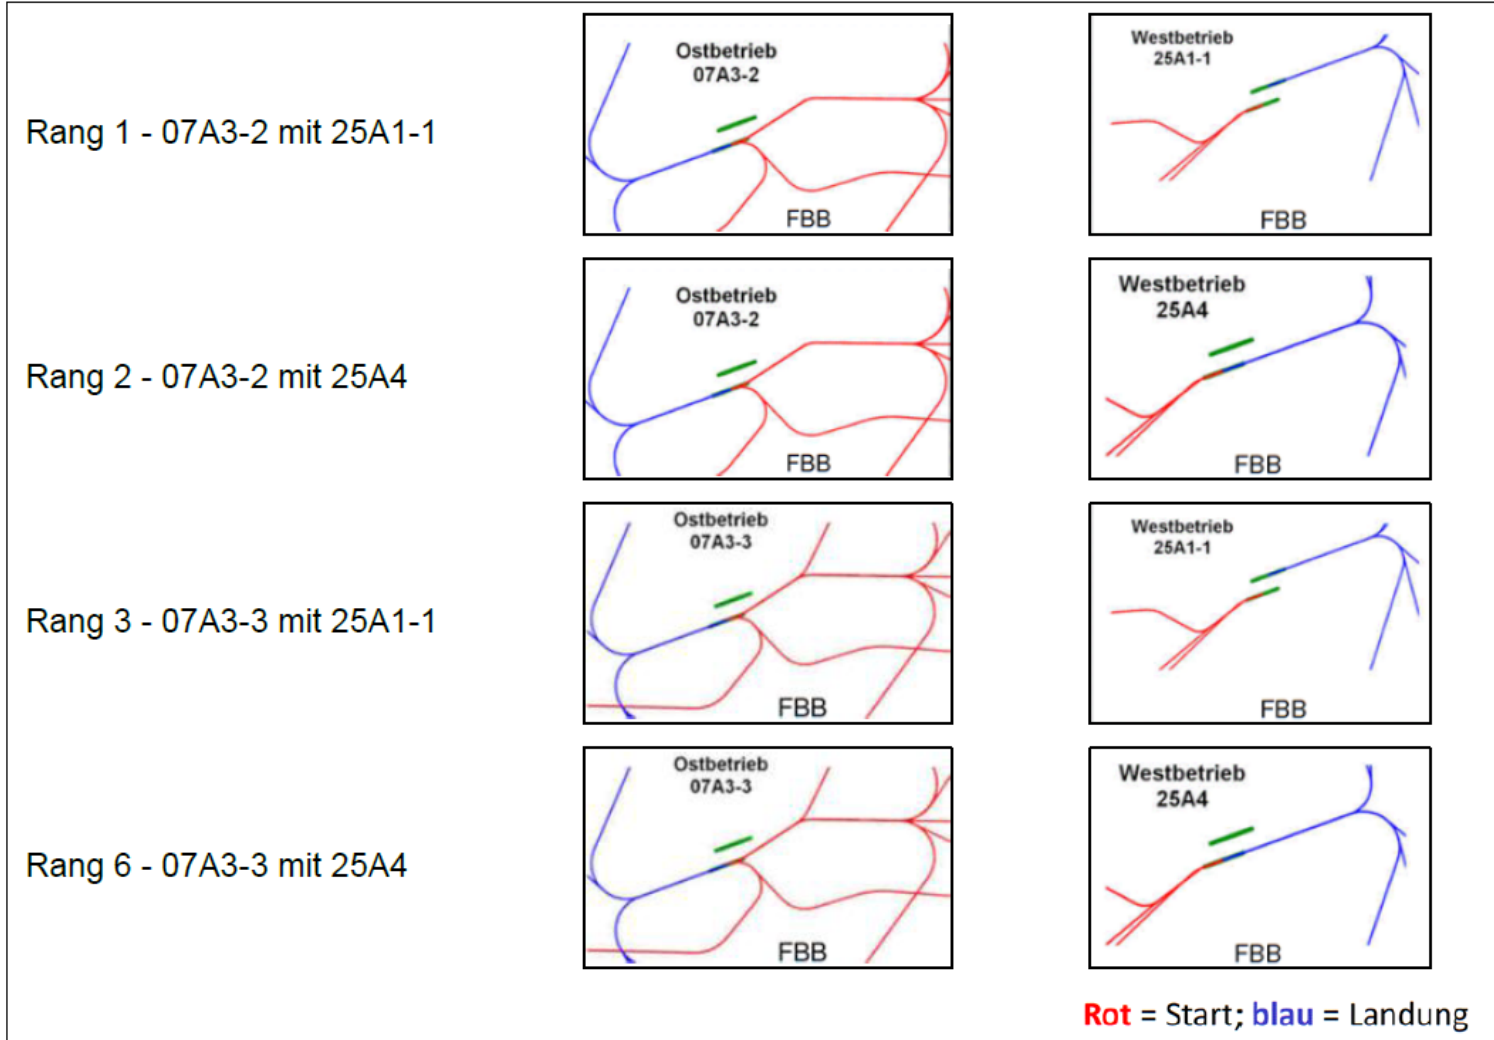 Rang 1 - 07A3-2 mit 25A1-1
Ostbetrieb
07A3-2
FBB
Westbetrieb
25A1-1
FBB
Rang 2 - 07A3-2 mit 25A4
Ostbetrieb
07A3-2
FBB
Westbetrieb
25A4
FBB
Rang 3 - 07A3-3 mit 25A1-1
Ostbetrieb
07A3-3
FBB
Westbetrieb
25A1-1
FBB
Rang 6 - 07A3-3 mit 25A4
Ostbetrieb
07A3-3
FBB
Westbetrieb
25A4
FBB
Rot = Start; blau = Landung